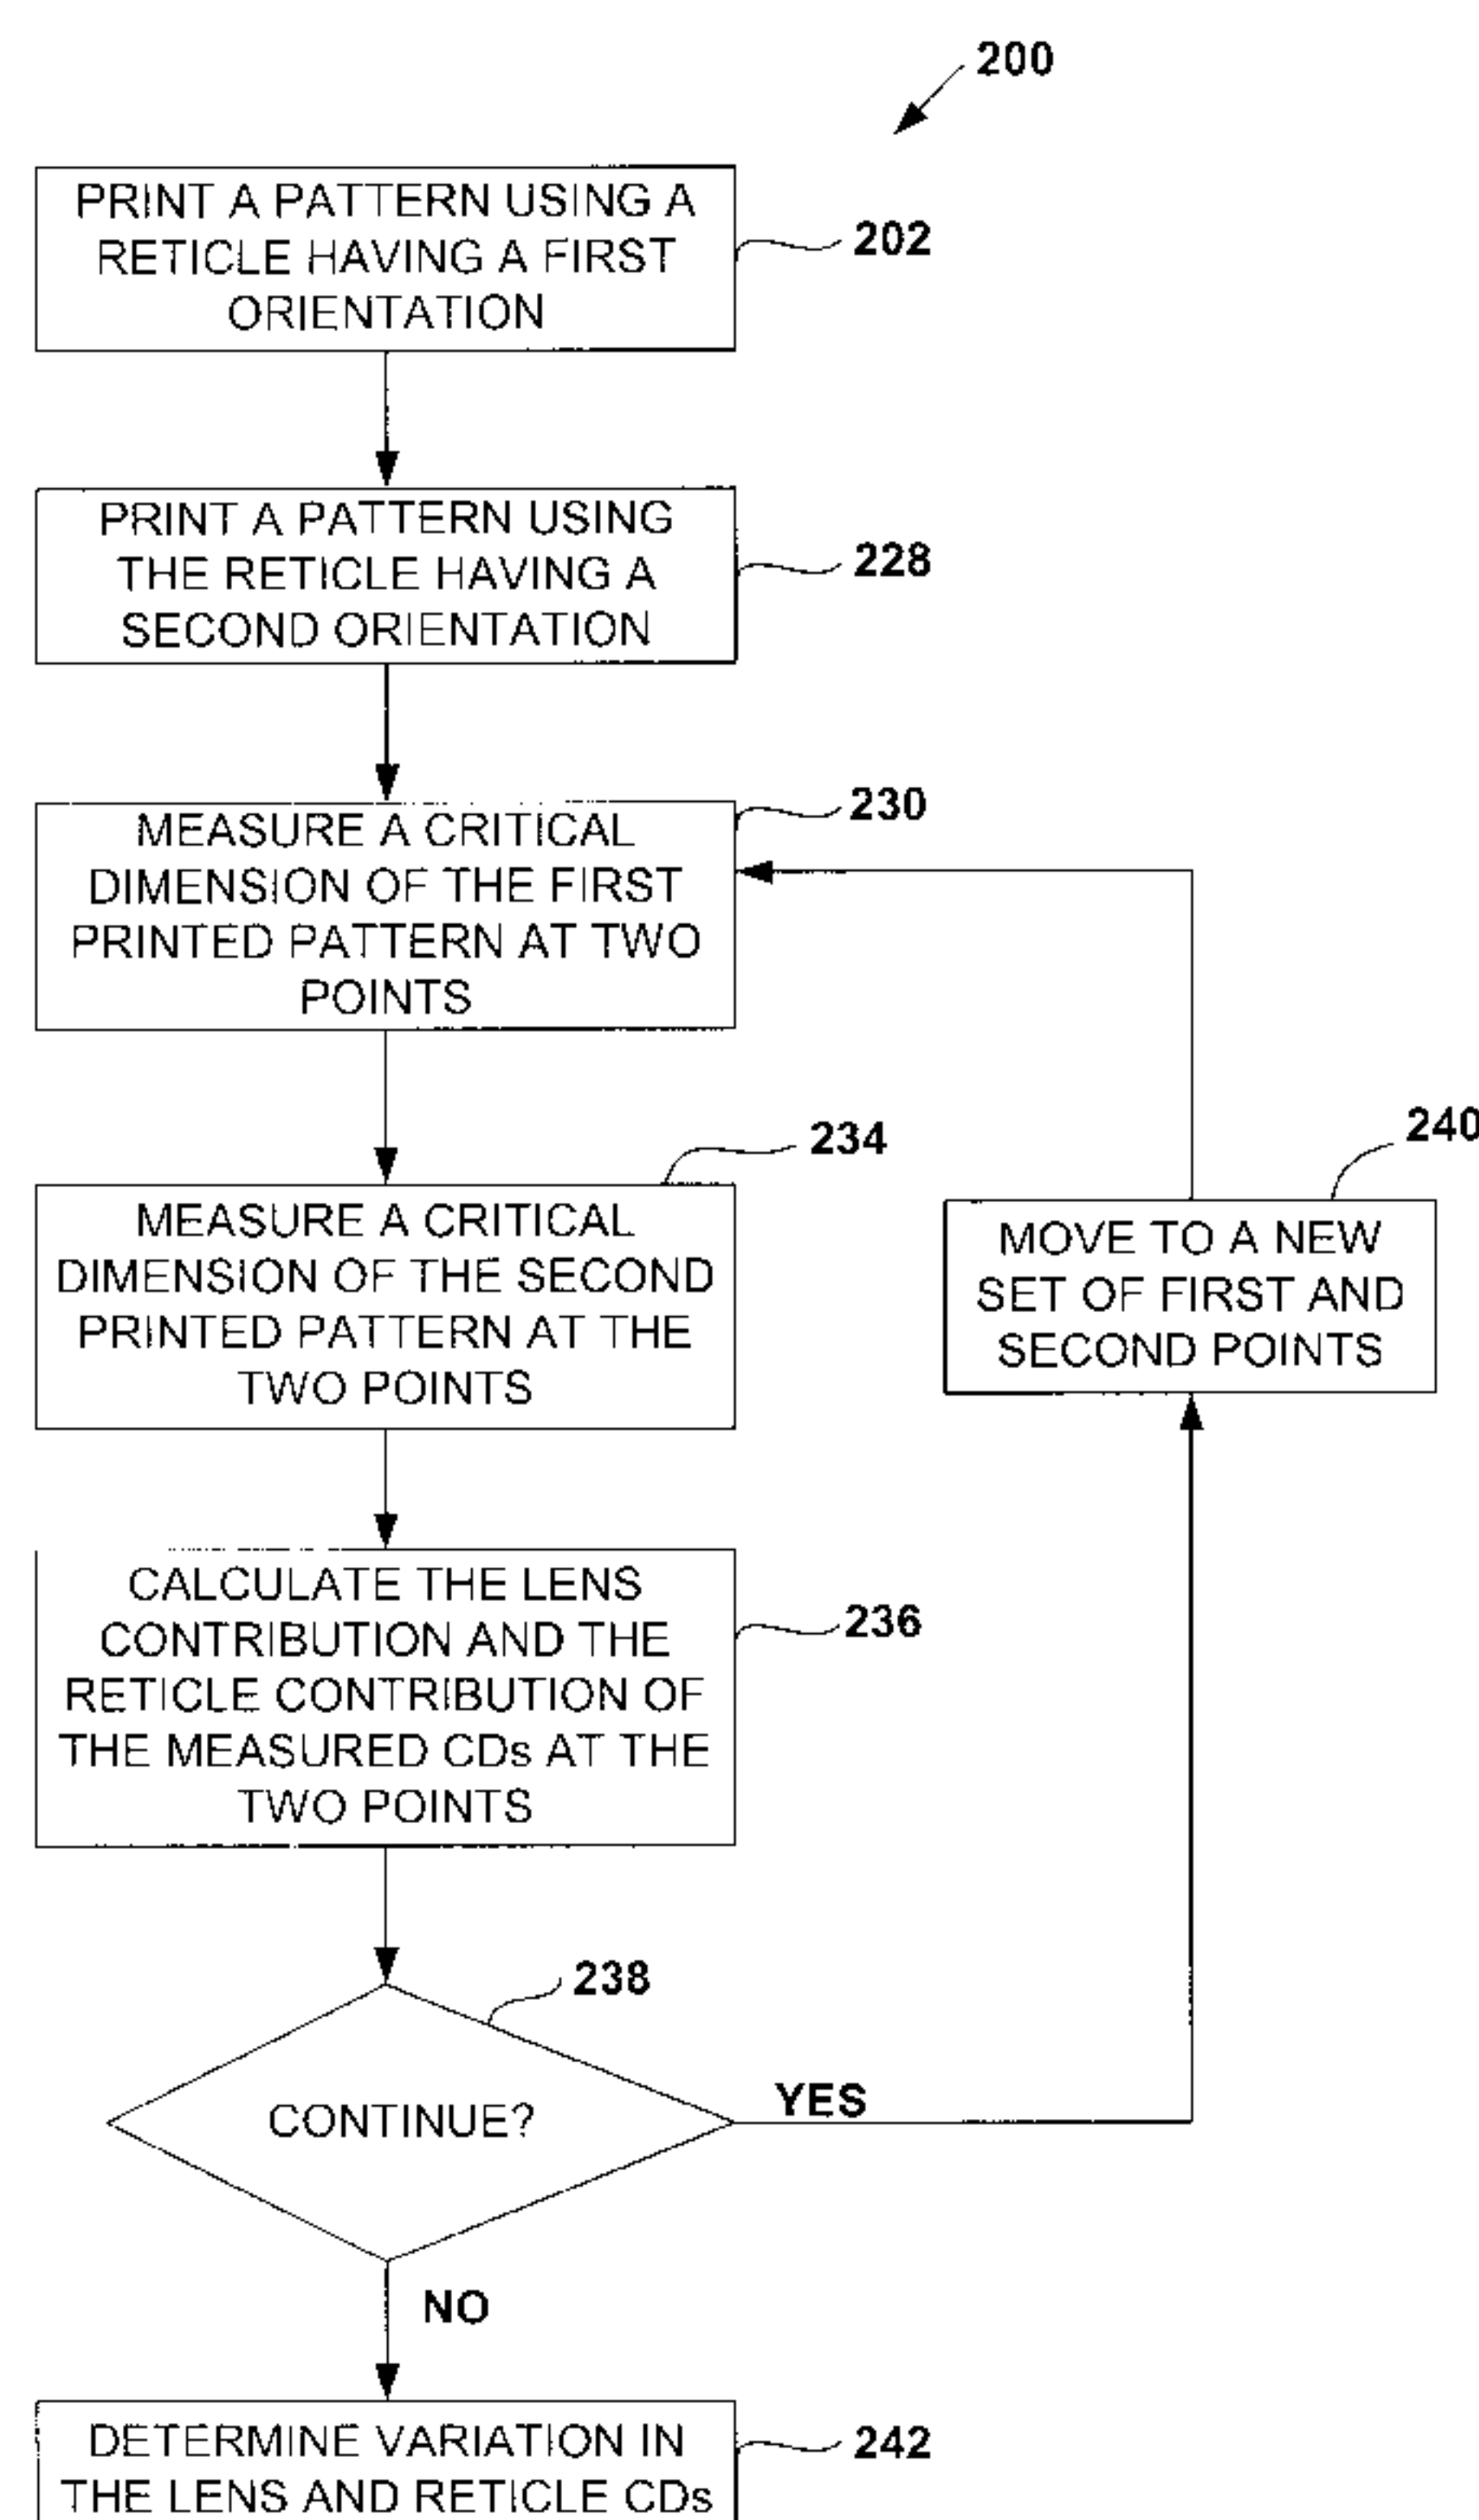 200
PRINT A PATTERN USING A
RETICLE HAVING A FIRST
ORIENTATION
202
PRINT A PATTERN USING
THE RETICLE HAVING A
SECOND ORIENTATION
228
MEASURE A CRITICAL
DIMENSION OF THE FIRST
PRINTED PATTERN AT TWO
POINTS
230
MEASURE A CRITICAL
DIMENSION OF THE SECOND
PRINTED PATTERN AT THE
TWO POINTS
234
MOVE TO A NEW
SET OF FIRST AND
SECOND POINTS
240
CALCULATE THE LENS
CONTRIBUTION AND THE
RETICLE CONTRIBUTION OF
THE MEASURED CDs AT THE
TWO POINTS
236
CONTINUE?
238
YES
NO
DETERMINE VARIATION IN
THE LENS AND RETICLE CDs
242